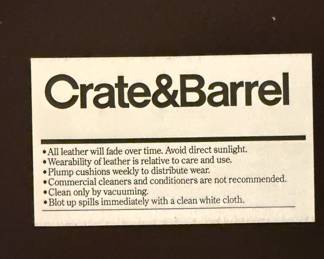 Crate&Barrel
• All leather will fade over time. Avoid direct sunlight.
• Wearability of leather is relative to care and use.
• Plump cushions weekly to distribute wear.
• Commercial cleaners and conditioners are not recommended.
• Clean only by vacuuming.
• Blot up spills immediately with a clean white cloth.